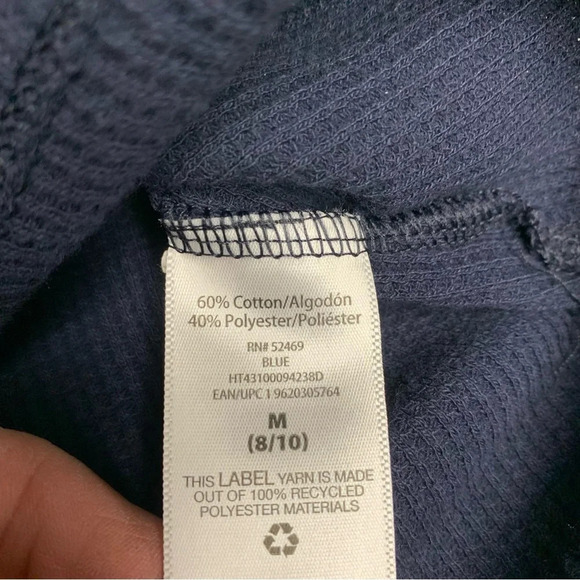 60% Cotton/Algodón
40% Polyester/Poliéster
RN# 52469
BLUE
HT43100094238D
EAN/UPC 1 9620305764
M
(8/10)
THIS LABEL YARN IS MADE
OUT OF 100% RECYCLED
POLYESTER MATERIALS